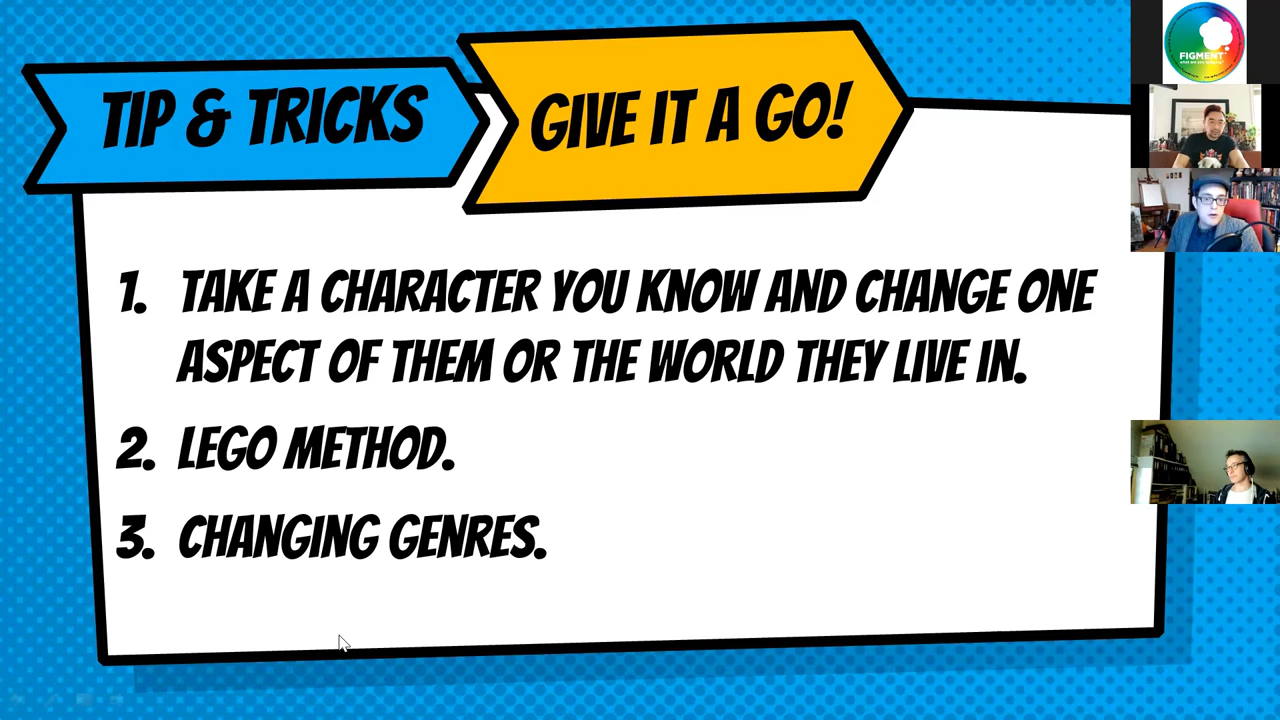 TIP & TRICKS
GIVE IT A GO!
1. TAKE A CHARACTER YOU KNOW AND CHANGE ONE
ASPECT OF THEM OR THE WORLD THEY LIVE IN.
2. LEGO METHOD.
3. CHANGING GENRES.
FIGMENT